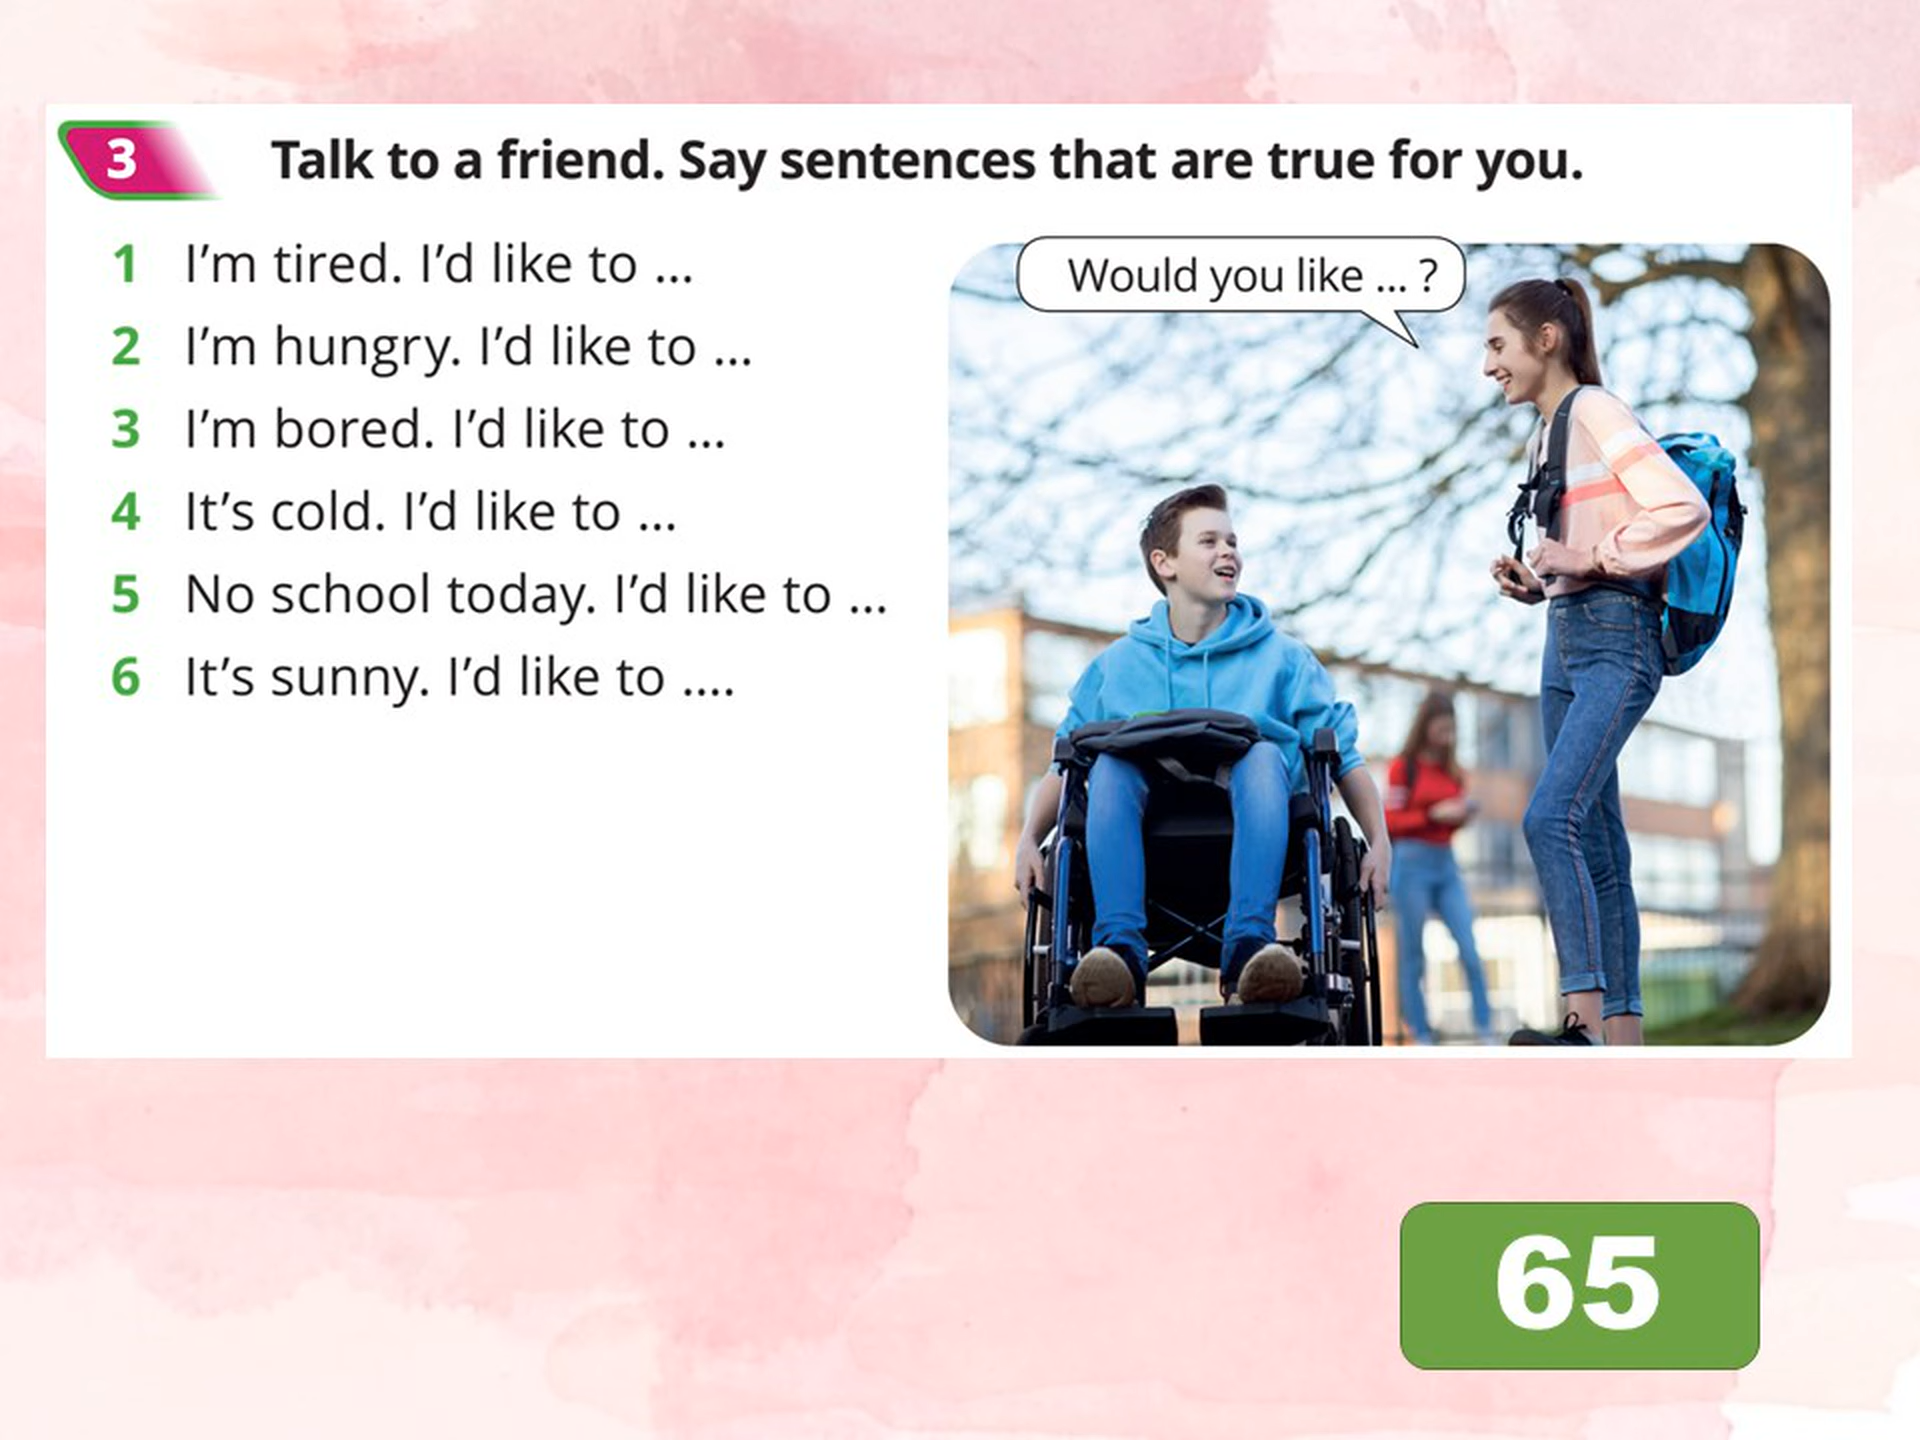 3 Talk to a friend. Say sentences that are true for you.
1 I’m tired. I’d like to ...
2 I’m hungry. I’d like to ...
3 I’m bored. I’d like to ...
4 It’s cold. I’d like to ...
5 No school today. I’d like to ...
6 It’s sunny. I’d like to ....
Would you like ... ?
65